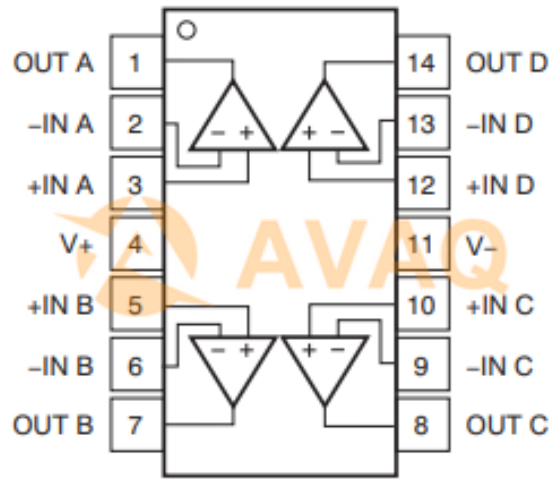 OUT A 1 14 OUT D
−IN A 2 − + + − 13 −IN D
+IN A 3 12 +IN D
V+ 4 AVAQ 11 V−
+IN B 5 10 +IN C
−IN B 6 − + + − 9 −IN C
OUT B 7 8 OUT C